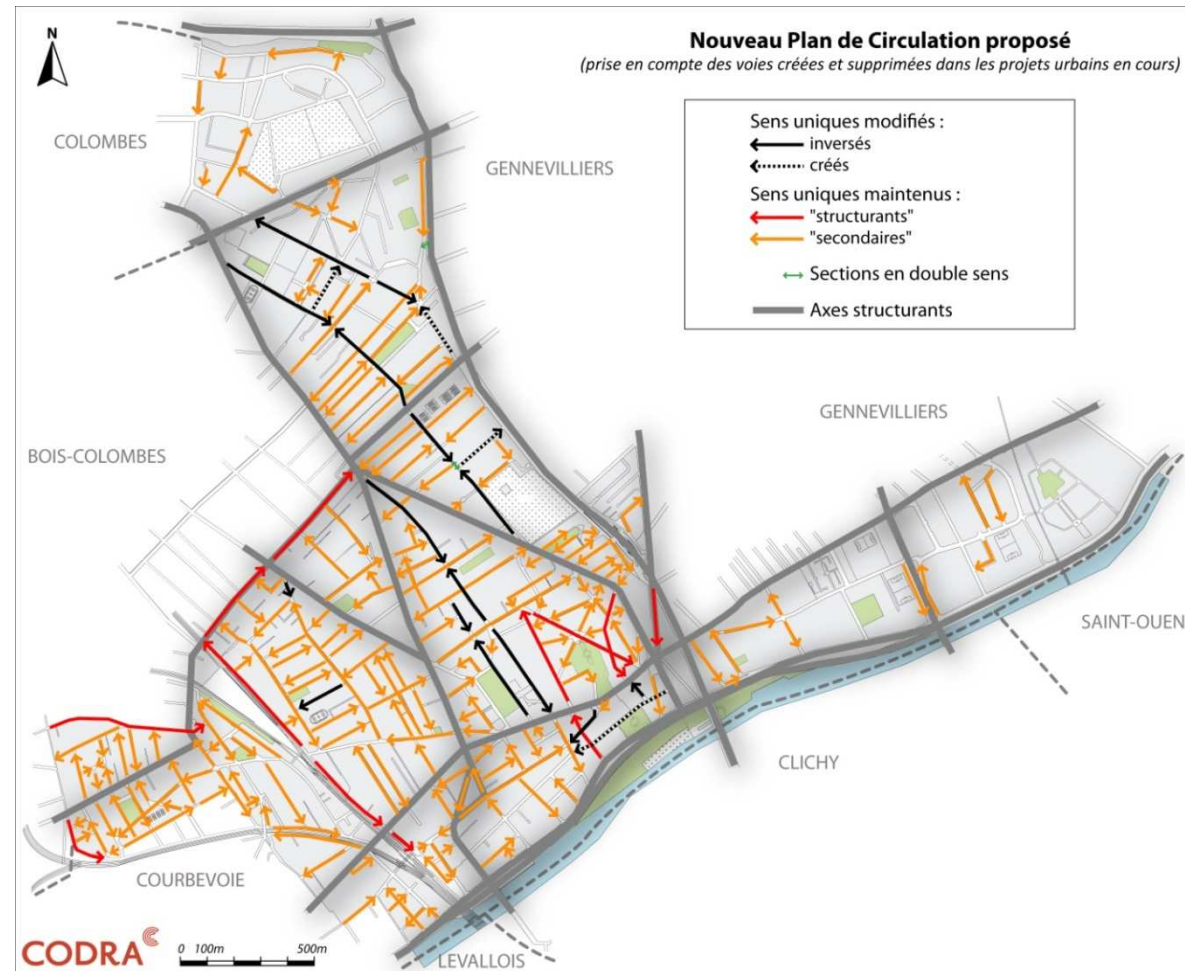 Nouveau Plan de Circulation proposé
(prise en compte des voies créées et supprimées dans les projets urbains en cours)
N
Sens uniques modifiés :
inversés
créés
Sens uniques maintenus :
"structurants"
"secondaires"
Sections en double sens
Axes structurants
COLOMBES
GENNEVILLIERS
GENNEVILLIERS
BOIS-COLOMBES
SAINT-OUEN
CLICHY
COURBEVOIE
LEVALLOIS
CODRA
0 100m 500m